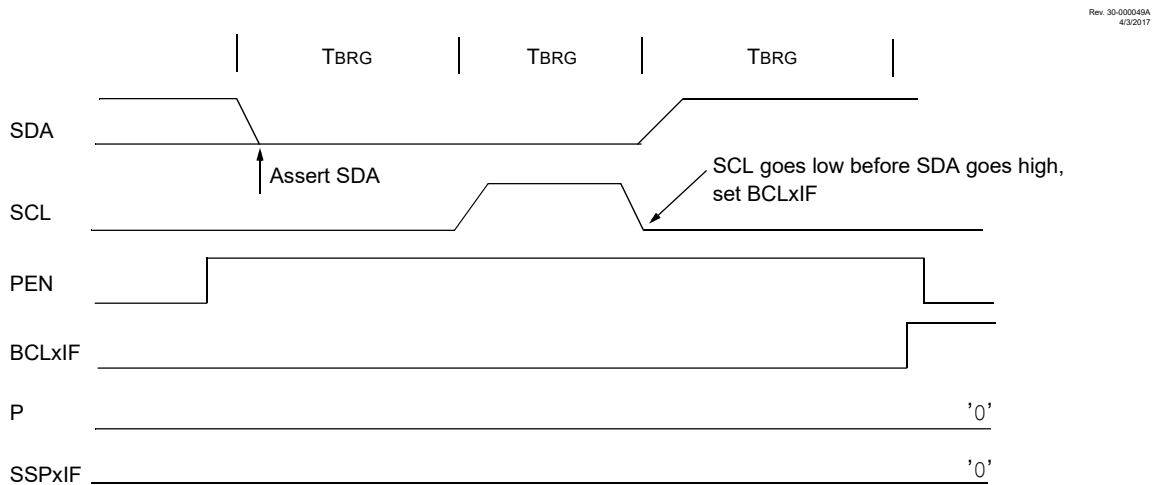 Rev. 30-000049A
4/3/2017
TBRG TBRG TBRG
SDA
Assert SDA
SCL goes low before SDA goes high,
set BCLxIF
SCL
PEN
BCLxIF
P '0'
SSPxIF '0'